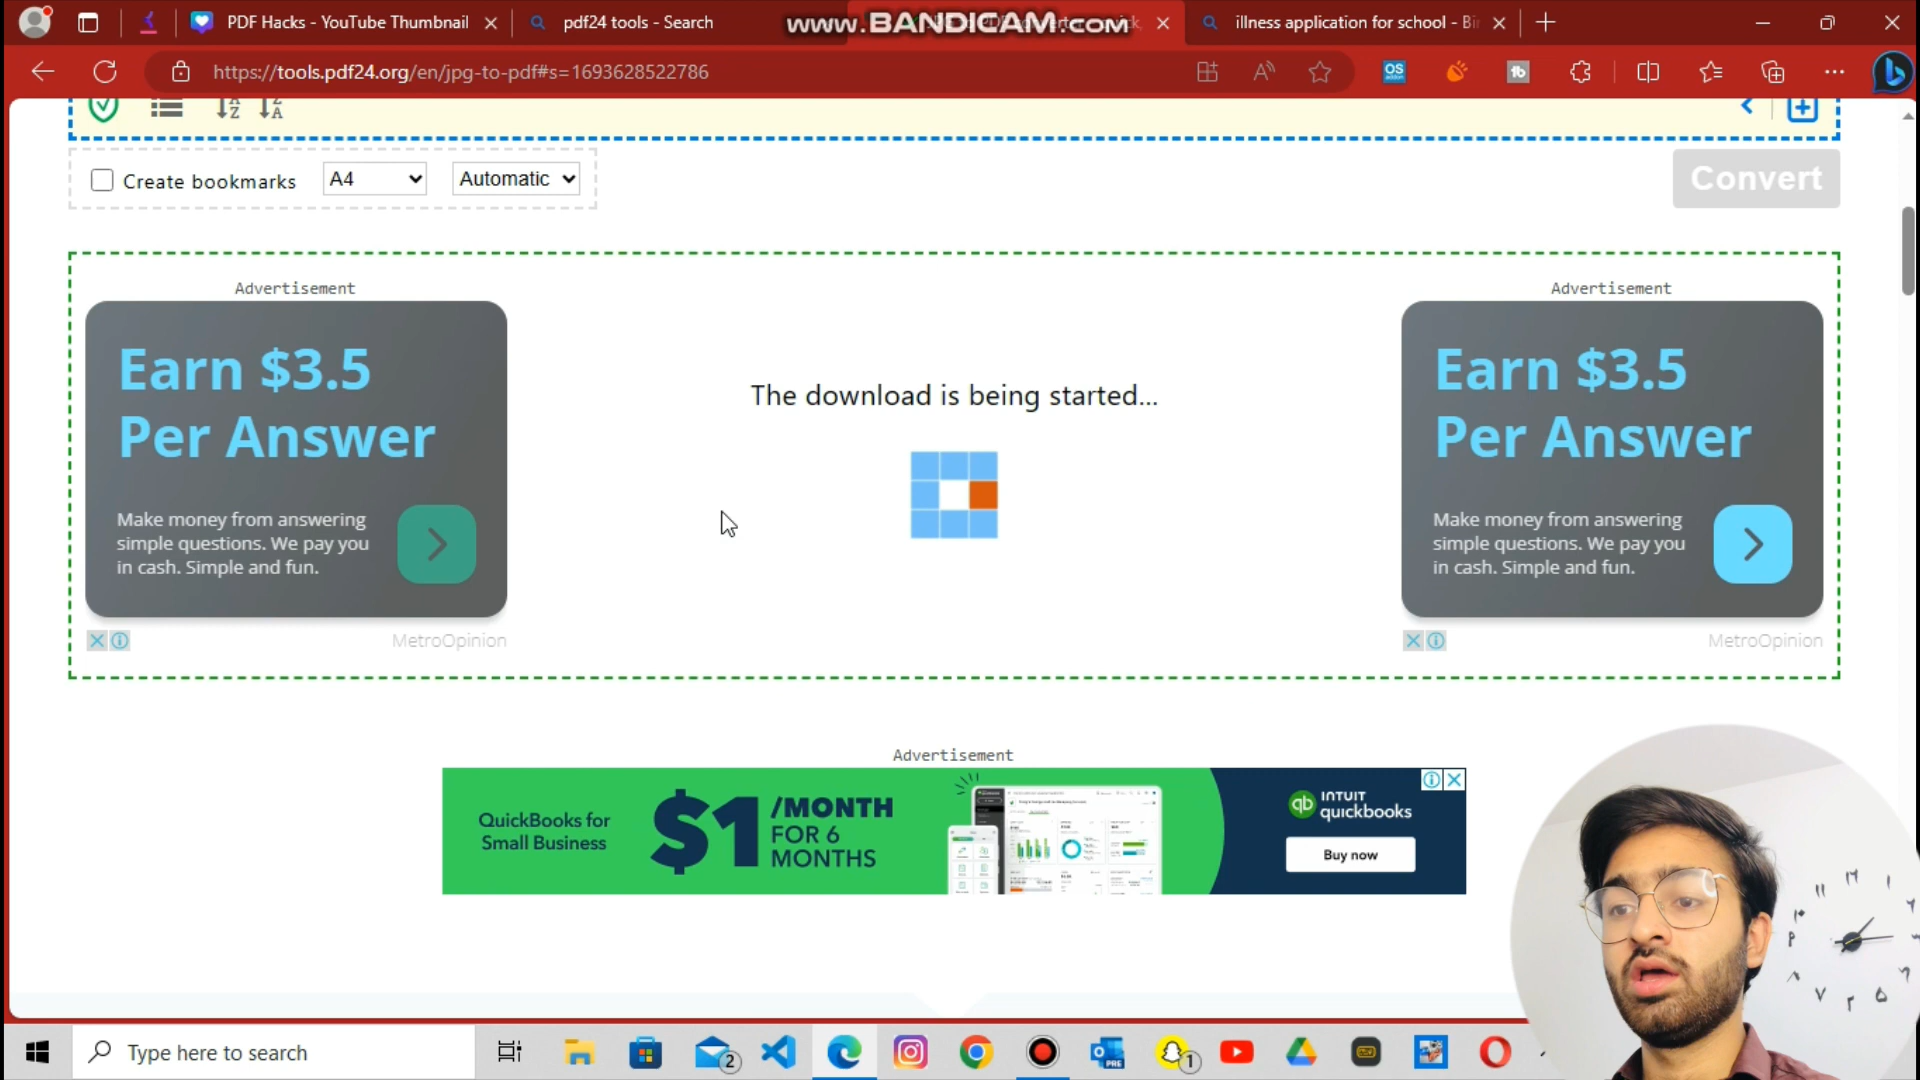 PDF Hacks - YouTube Thumbnail
pdf24 tools - Search
www.BANDICAM.com
illness application for school - Bi
https://tools.pdf24.org/en/jpg-to-pdf#s=1693628522786
Create bookmarks
A4
Automatic
Convert
Advertisement
Earn $3.5
Per Answer
Make money from answering
simple questions. We pay you
in cash. Simple and fun.
MetroOpinion
The download is being started...
Advertisement
Earn $3.5
Per Answer
Make money from answering
simple questions. We pay you
in cash. Simple and fun.
MetroOpinion
Advertisement
QuickBooks for
Small Business
$1
/MONTH
FOR 6
MONTHS
INTUIT
quickbooks
Buy now
Type here to search
2
PRE
1